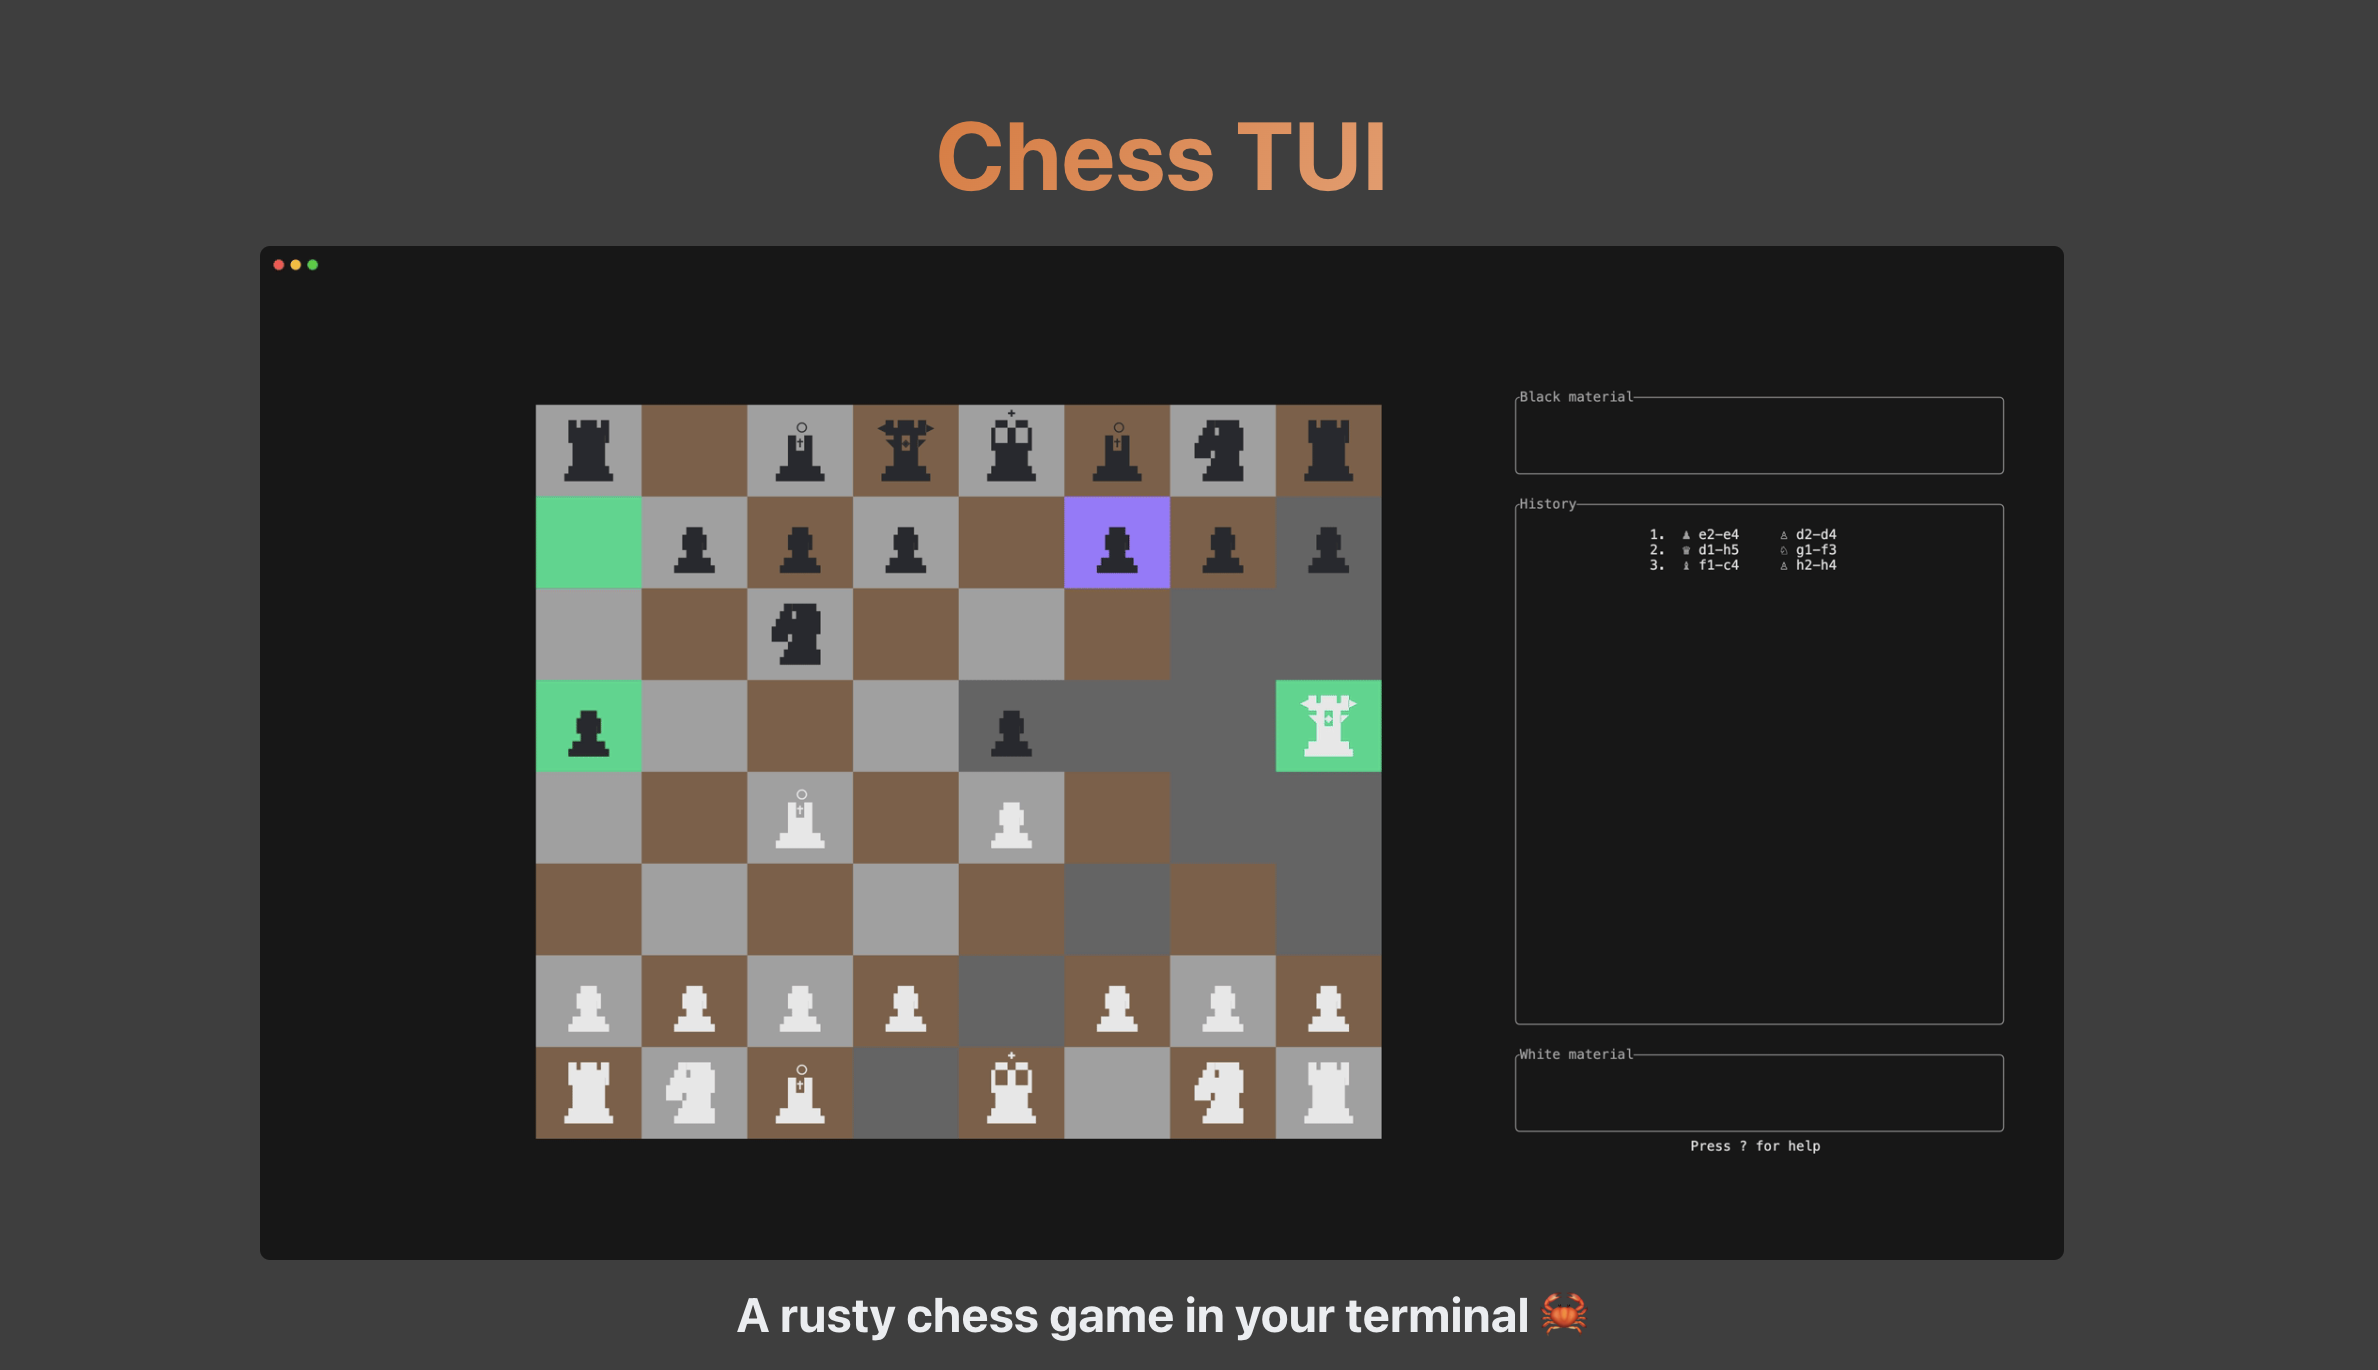 Chess TUI
Black material
History
1. ♟ e2-e4 ♙ d2-d4
2. ♛ d1-h5 ♘ g1-f3
3. ♝ f1-c4 ♙ h2-h4
White material
Press ? for help
A rusty chess game in your terminal 🦀